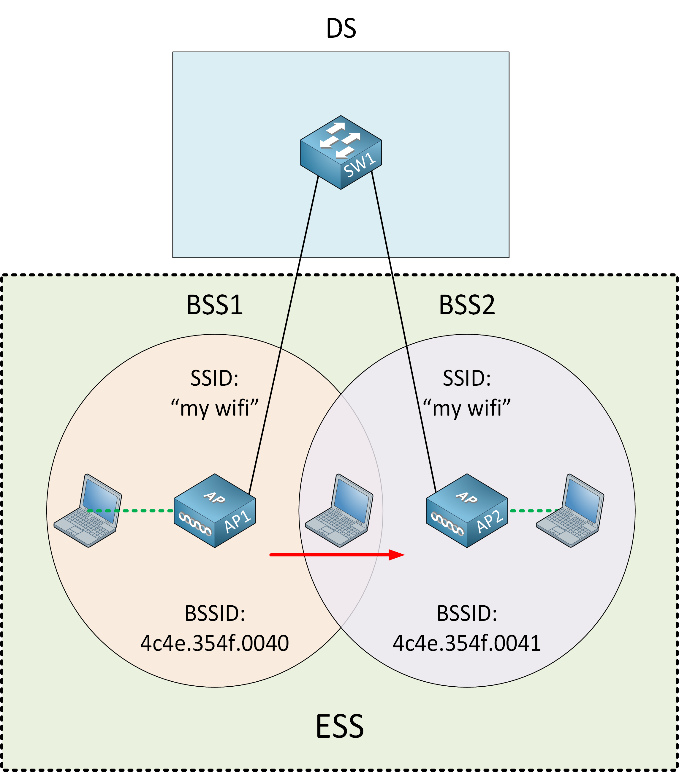 DS
SW1
BSS1
BSS2
SSID:
“my wifi”
SSID:
“my wifi”
AP
AP1
AP
AP2
BSSID:
4c4e.354f.0040
BSSID:
4c4e.354f.0041
ESS